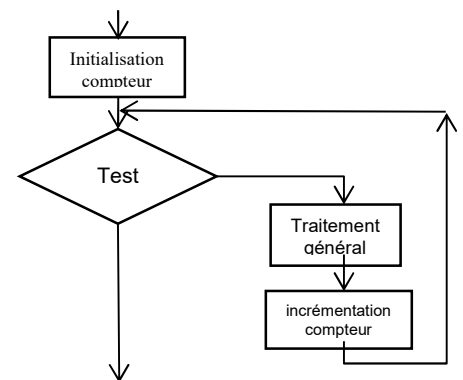 Initialisation
compteur
Test
Traitement
général
incrémentation
compteur